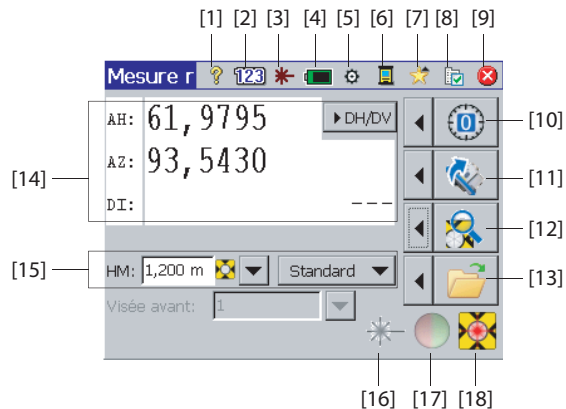 [1] [2] [3] [4] [5] [6] [7] [8] [9]
Mesure r ? 123
AH: 61,9795 DH/DV
0 [10]
AZ: 93,5430
[11]
[14]
DI: ---
[12]
[15] HM: 1,200 m Standard
[13]
Visée avant: 1
[16] [17] [18]